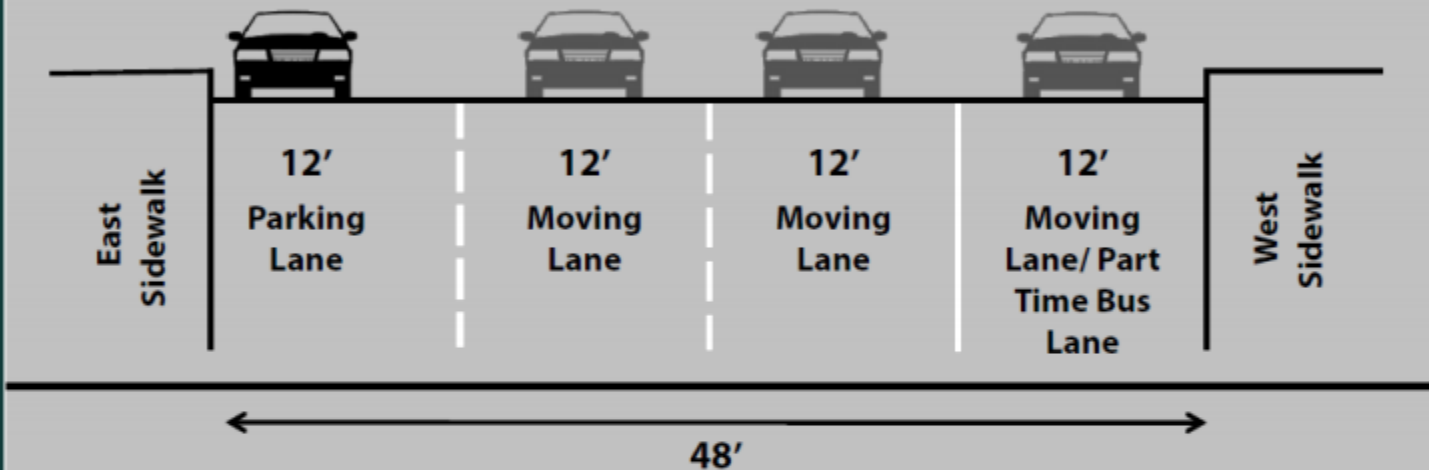 12’
Parking
Lane
12’
Moving
Lane
12’
Moving
Lane
12’
Moving
Lane/ Part
Time Bus
Lane
East
Sidewalk
West
Sidewalk
48’